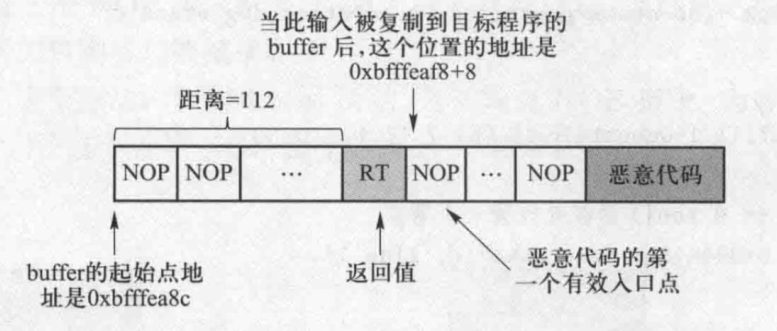 当此输入被复制到目标程序的
buffer 后,这个位置的地址是
0xbfffeaf8+8
距离=112
NOP NOP … RT NOP … NOP 恶意代码
buffer的起始点地
址是0xbfffea8c
返回值
恶意代码的第
一个有效入口点